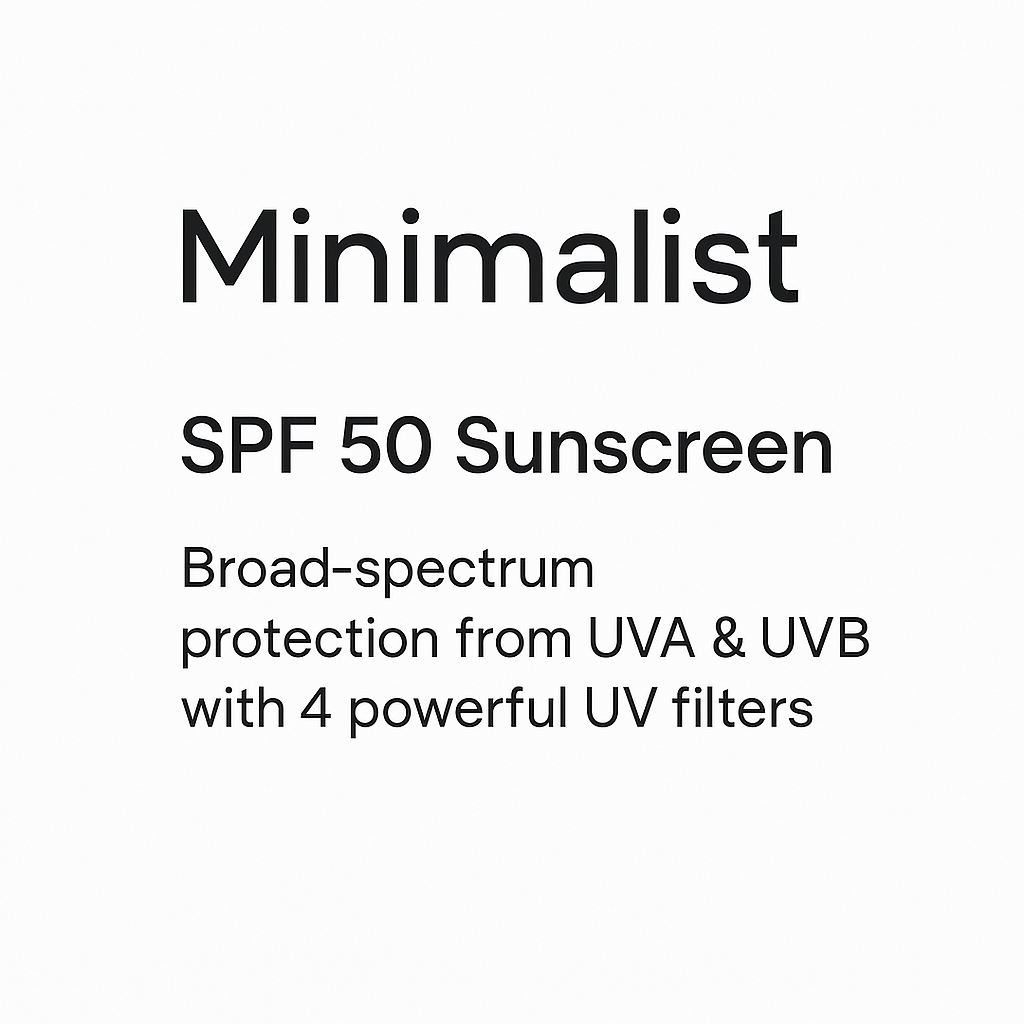 Minimalist
SPF 50 Sunscreen
Broad-spectrum
protection from UVA & UVB
with 4 powerful UV filters